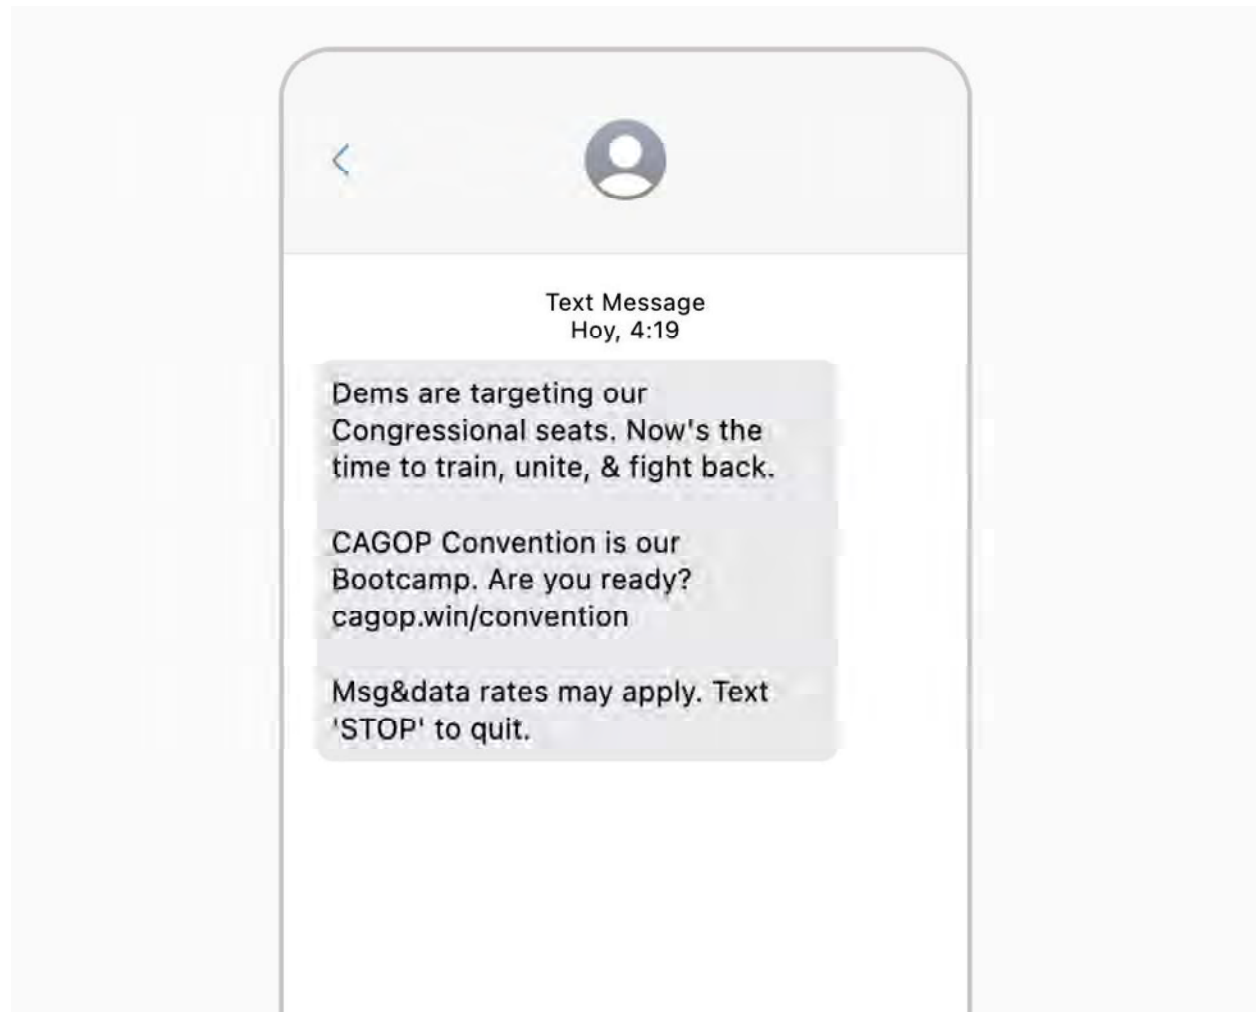 Text Message
Hoy, 4:19
Dems are targeting our
Congressional seats. Now's the
time to train, unite, & fight back.
CAGOP Convention is our
Bootcamp. Are you ready?
cagop.win/convention
Msg&data rates may apply. Text
'STOP' to quit.